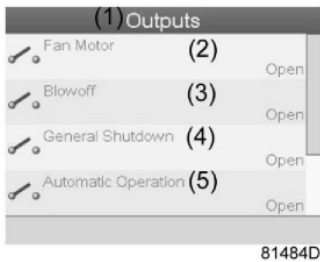 (1) Outputs
Fan Motor (2)
Open
Blowoff (3)
Open
General Shutdown (4)
Open
Automatic Operation (5)
Open
81484D